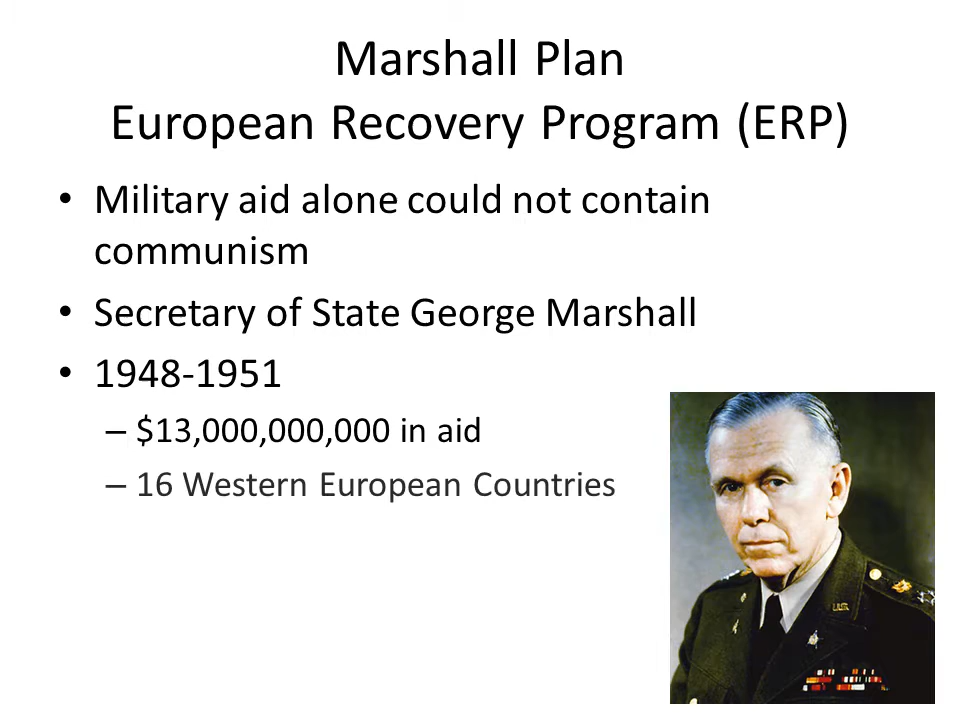 Marshall Plan
European Recovery Program (ERP)
• Military aid alone could not contain
communism
• Secretary of State George Marshall
• 1948-1951
– $13,000,000,000 in aid
– 16 Western European Countries